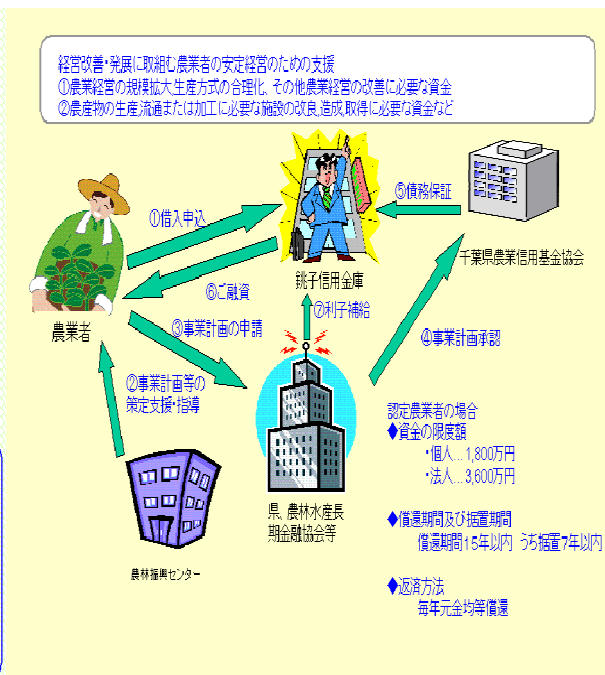 経営改善・発展に取組む農業者の安定経営のための支援
①農業経営の規模拡大,生産方式の合理化、その他農業経営の改善に必要な資金
②農産物の生産,流通または加工に必要な施設の改良,造成,取得に必要な資金など
⑤債務保証
①借入申込
千葉県農業信用基金協会
銚子信用金庫
⑥ご融資
⑦利子補給
農業者
③事業計画の申請
④事業計画承認
②事業計画等の
策定支援・指導
認定農業者の場合
◆資金の限度額
・個人…1,800万円
・法人…3,600万円
県、農林水産長
期金融協会等
◆償還期間及び据置期間
償還期間15年以内 うち据置7年以内
農林振興センター
◆返済方法
毎年元金均等償還